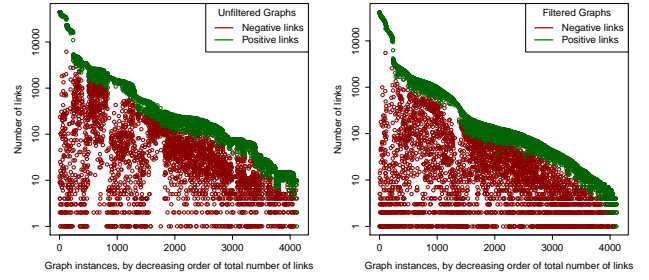 Unfiltered Graphs
Negative links
Positive links
Number of links
1
10
100
1000
10000
0
1000
2000
3000
4000
Graph instances, by decreasing order of total number of links
Filtered Graphs
Negative links
Positive links
Number of links
1
10
100
1000
10000
0
1000
2000
3000
4000
Graph instances, by decreasing order of total number of links